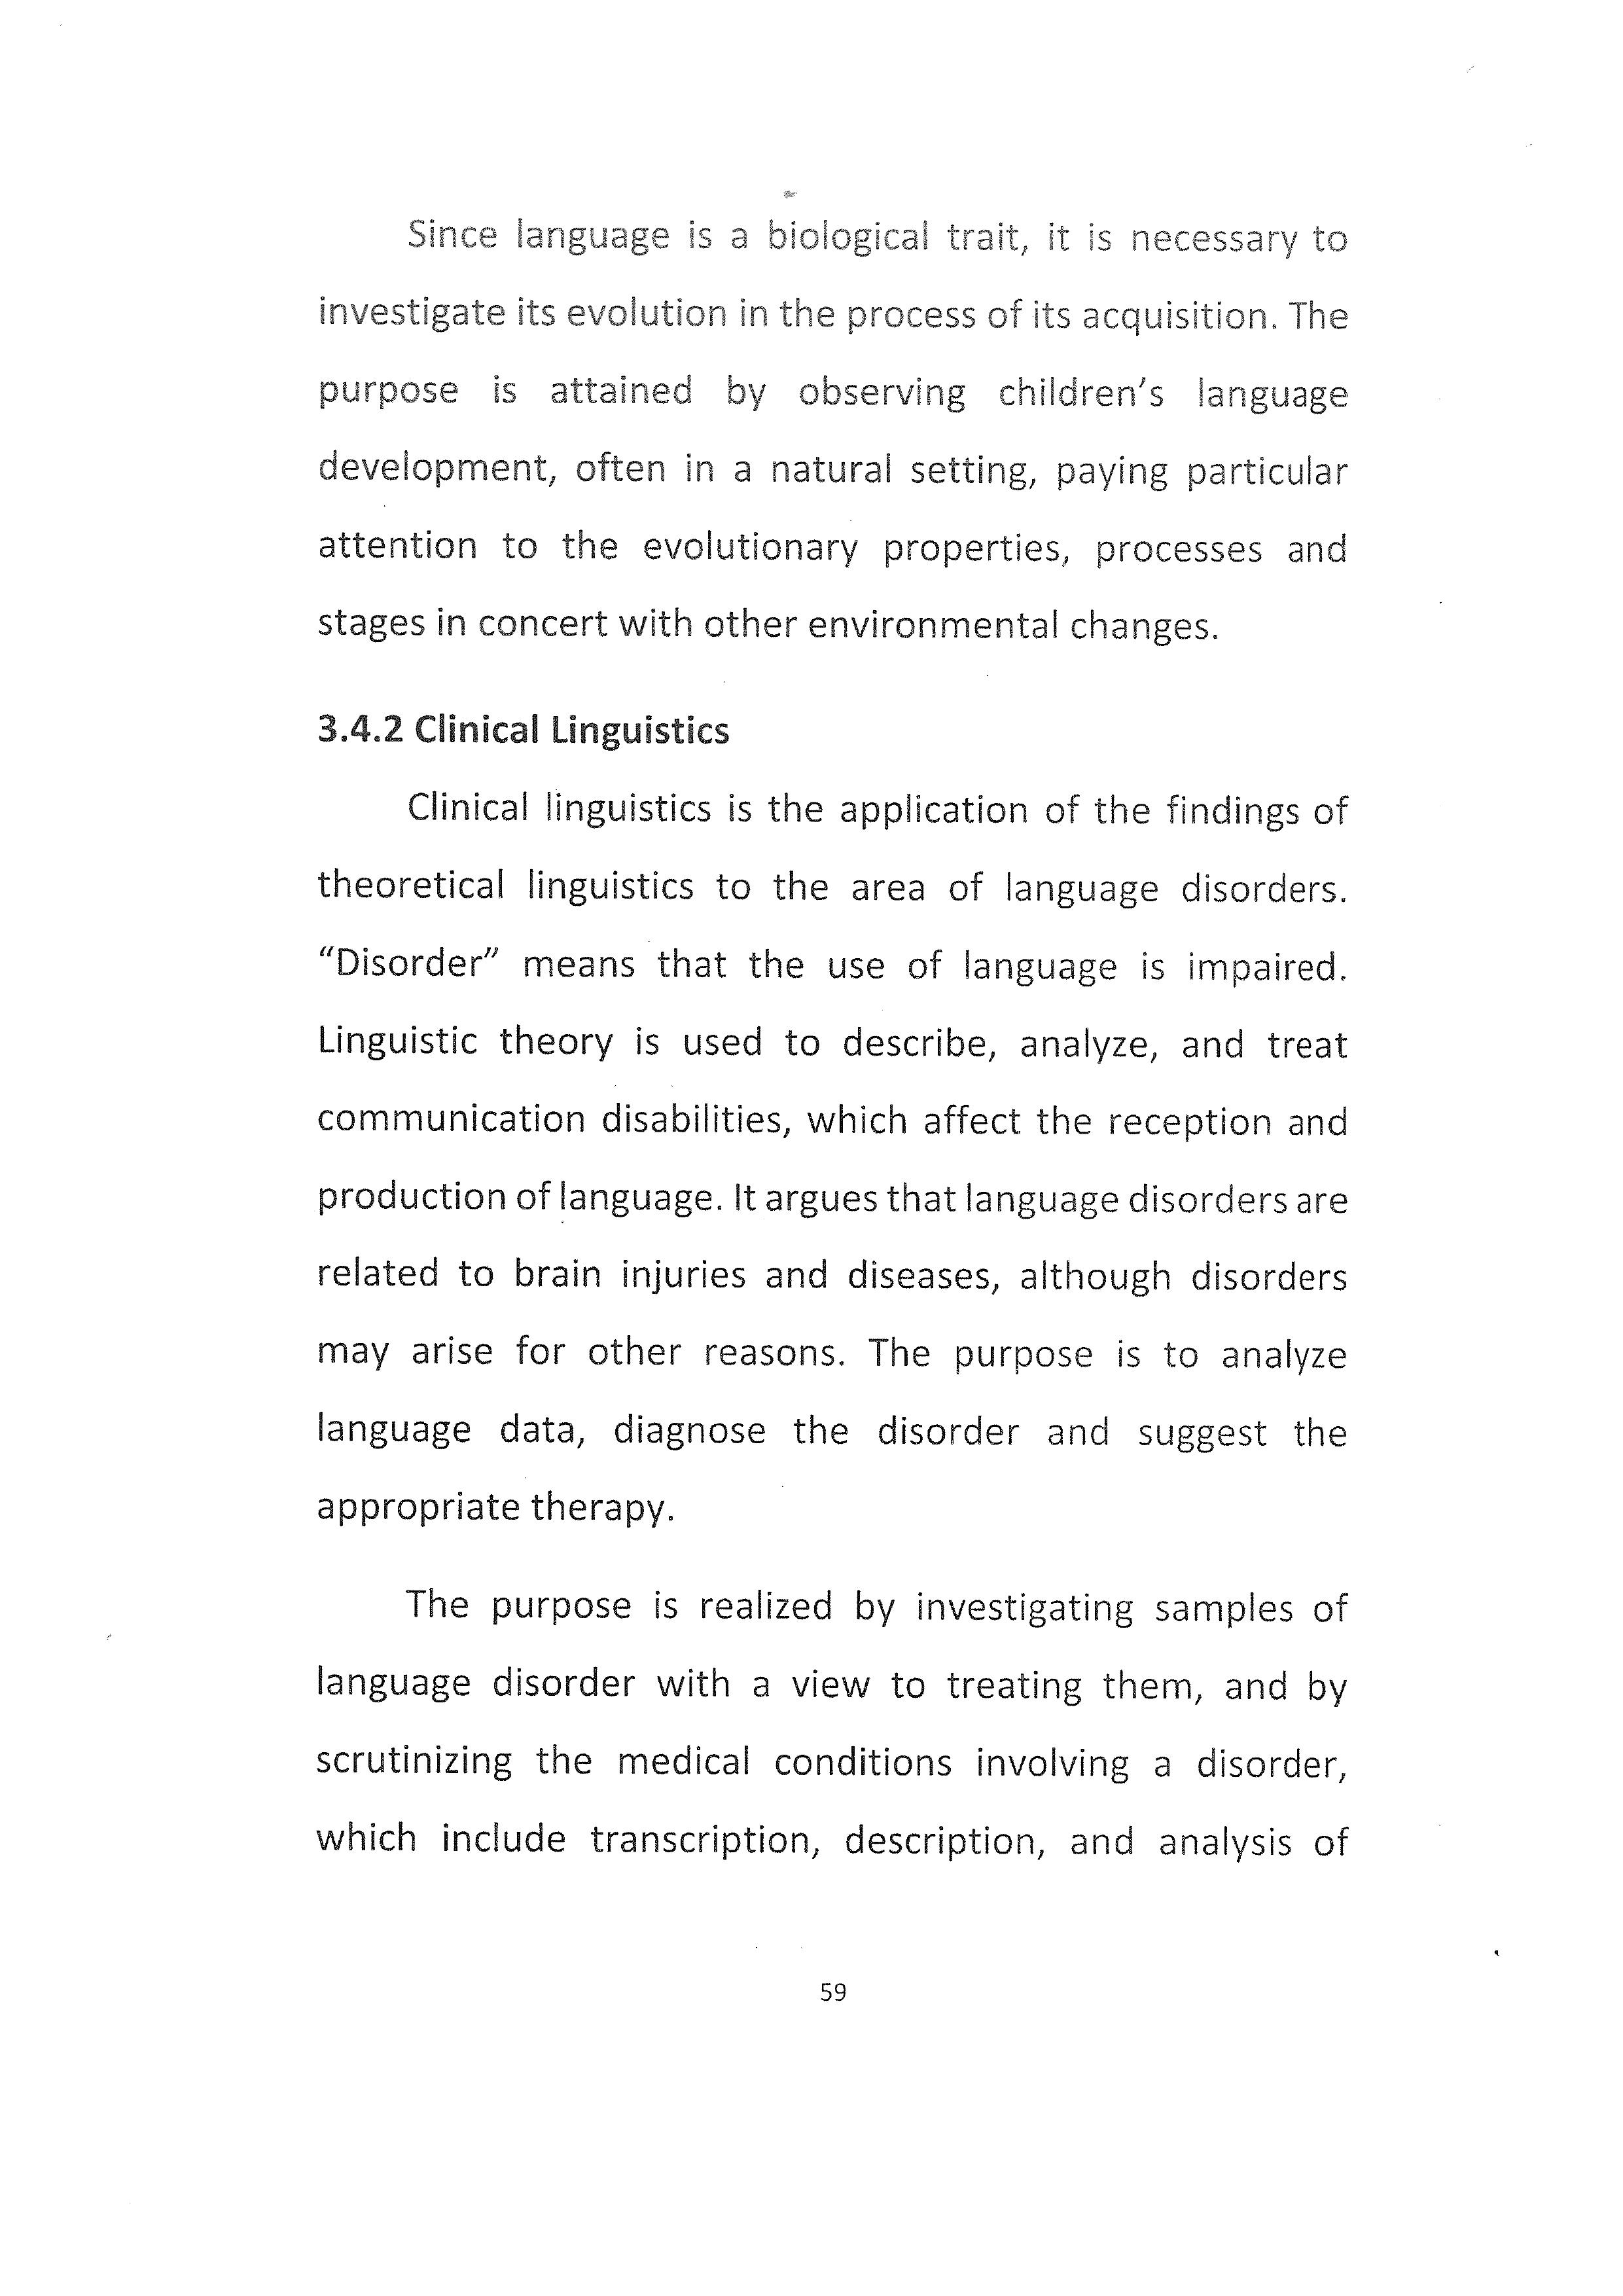 Since language is a biological trait, it is necessary to
investigate its evolution in the process of its acquisition. The
purpose is attained by observing children’s language
development, often in a natural setting, paying particular
attention to the evolutionary properties, processes and
stages in concert with other environmental changes.
3.4.2 Clinical Linguistics
Clinical linguistics is the application of the findings of
theoretical linguistics to the area of language disorders.
“Disorder” means that the use of language is impaired.
Linguistic theory is used to describe, analyze, and treat
communication disabilities, which affect the reception and
production of language. It argues that language disorders are
related to brain injuries and diseases, although disorders
may arise for other reasons. The purpose is to analyze
language data, diagnose the disorder and suggest the
appropriate therapy.
The purpose is realized by investigating samples of
language disorder with a view to treating them, and by
scrutinizing the medical conditions involving a disorder,
which include transcription, description, and analysis of
59